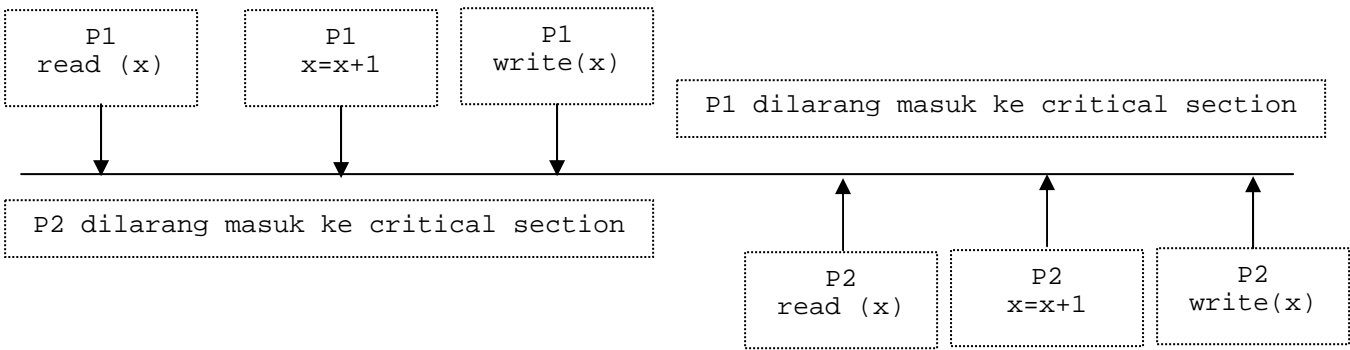 P1
read (x)
P1
x=x+1
P1
write(x)
P1 dilarang masuk ke critical section
P2 dilarang masuk ke critical section
P2
read (x)
P2
x=x+1
P2
write(x)